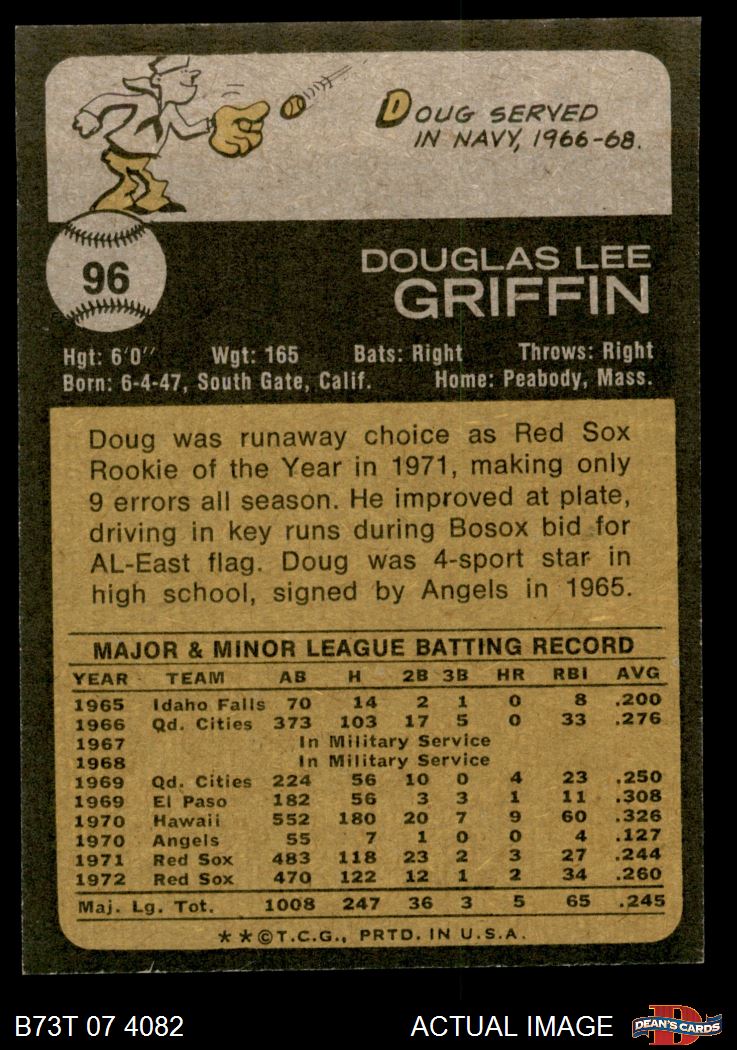 DOUG SERVED
IN NAVY, 1966-68.
96
DOUGLAS LEE
GRIFFIN
Hgt: 6'0" Wgt: 165 Bats: Right Throws: Right
Born: 6-4-47, South Gate, Calif. Home: Peabody, Mass.
Doug was runaway choice as Red Sox
Rookie of the Year in 1971, making only
9 errors all season. He improved at plate,
driving in key runs during Bosox bid for
AL-East flag. Doug was 4-sport star in
high school, signed by Angels in 1965.
MAJOR & MINOR LEAGUE BATTING RECORD
YEAR TEAM AB H 2B 3B HR RBI AVG
1965 Idaho Falls 70 14 2 1 0 8 .200
1966 Qd. Cities 373 103 17 5 0 33 .276
1967 In Military Service
1968 In Military Service
1969 Qd. Cities 224 56 10 0 4 23 .250
1969 El Paso 182 56 3 3 1 11 .308
1970 Hawaii 552 180 20 7 9 60 .326
1970 Angels 55 7 1 0 0 4 .127
1971 Red Sox 483 118 23 2 3 27 .244
1972 Red Sox 470 122 12 1 2 34 .260
Maj. Lg. Tot. 1008 247 36 3 5 65 .245
**©T.C.G., PRTD. IN U.S.A.
B73T 07 4082 ACTUAL IMAGE DEAN'S CARDS